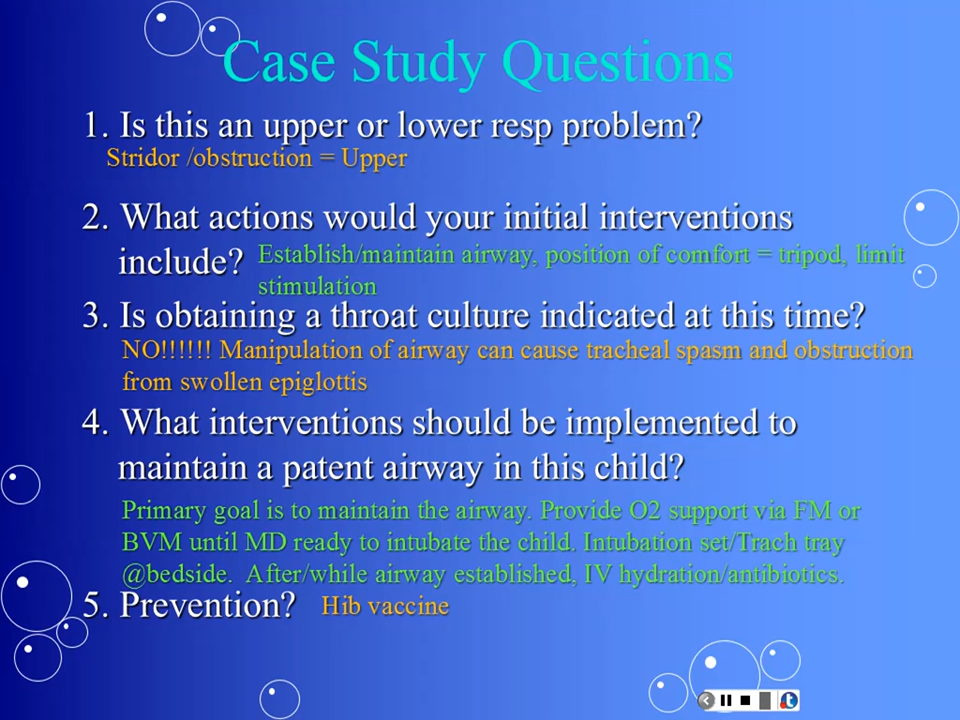 Case Study Questions
1. Is this an upper or lower resp problem?
Stridor /obstruction = Upper
2. What actions would your initial interventions
include? Establish/maintain airway, position of comfort = tripod, limit
stimulation
3. Is obtaining a throat culture indicated at this time?
NO!!!!!! Manipulation of airway can cause tracheal spasm and obstruction
from swollen epiglottis
4. What interventions should be implemented to
maintain a patent airway in this child?
Primary goal is to maintain the airway. Provide O2 support via FM or
BVM until MD ready to intubate the child. Intubation set/Trach tray
@bedside. After/while airway established, IV hydration/antibiotics.
5. Prevention? Hib vaccine
t